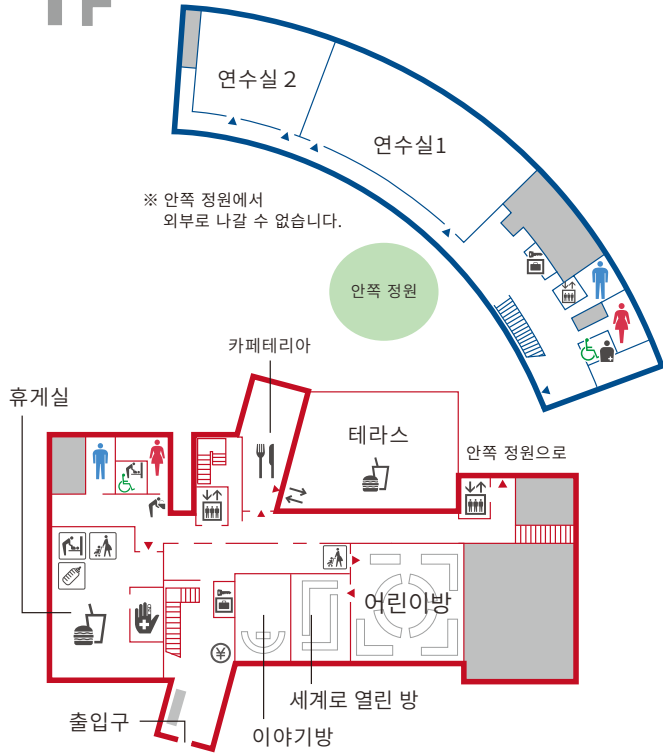 1F
연수실 2
연수실1
※ 안쪽 정원에서
외부로 나갈 수 없습니다.
안쪽 정원
카페테리아
휴게실
테라스
안쪽 정원으로
어린이방
¥
세계로 열린 방
출입구
이야기방